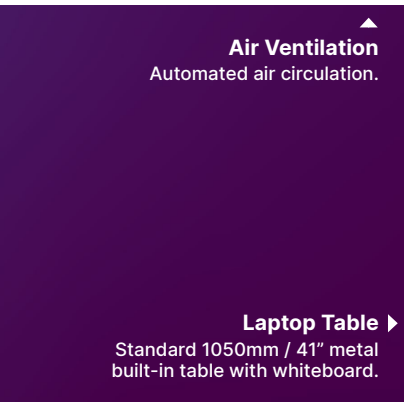 Air Ventilation
Automated air circulation.
Laptop Table
Standard 1050mm / 41” metal
built-in table with whiteboard.